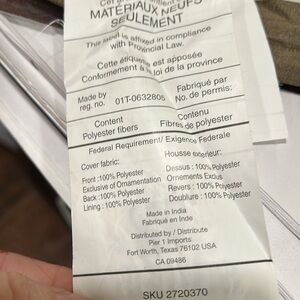 MATÉRIAUX NEUFS
SEULEMENT
This label is affixed in compliance
with Provincial Law.
Cette étiquette est apposée
Conformément à la loi de la province
Made by
reg. no. 01T-0632805
Fabriqué par
No. de permis:
Content
Polyester fibers
Contenu
Fibres de polyester
Federal Requirement/ Exigence Federale
Cover fabric:
Housse extérieur:
Front :100% Polyester
Exclusive of Ornamentation
Back :100% Polyester
Lining : 100% Polyester
Dessus : 100% Polyester
Ornements Exclus
Revers : 100% Polyester
Doublure : 100% Polyester
Made in India
Fabriqué en Inde
Distributed by / Distribute
Pier 1 Imports
Fort Worth, Texas 76102 USA
CA 09486
SKU 2720370